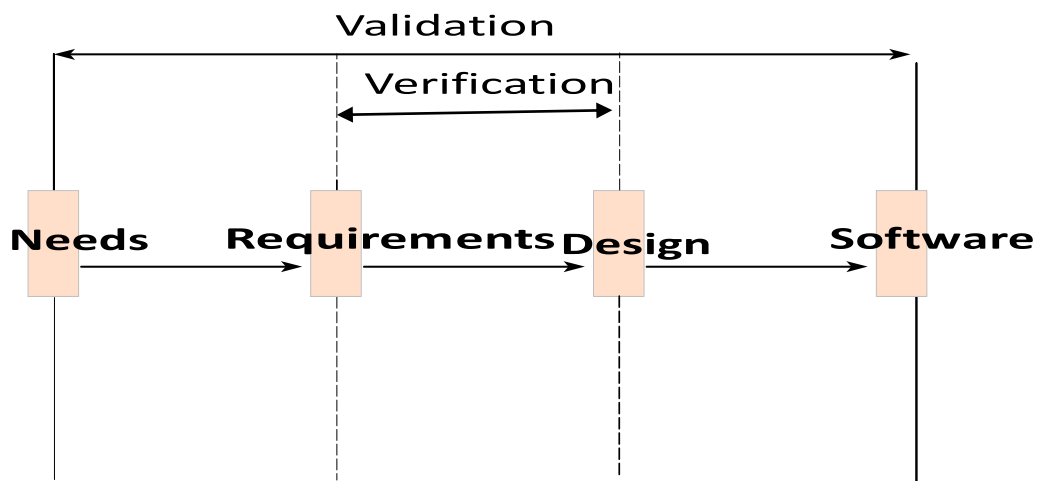 Validation
Verification
Needs
Requirements
Design
Software